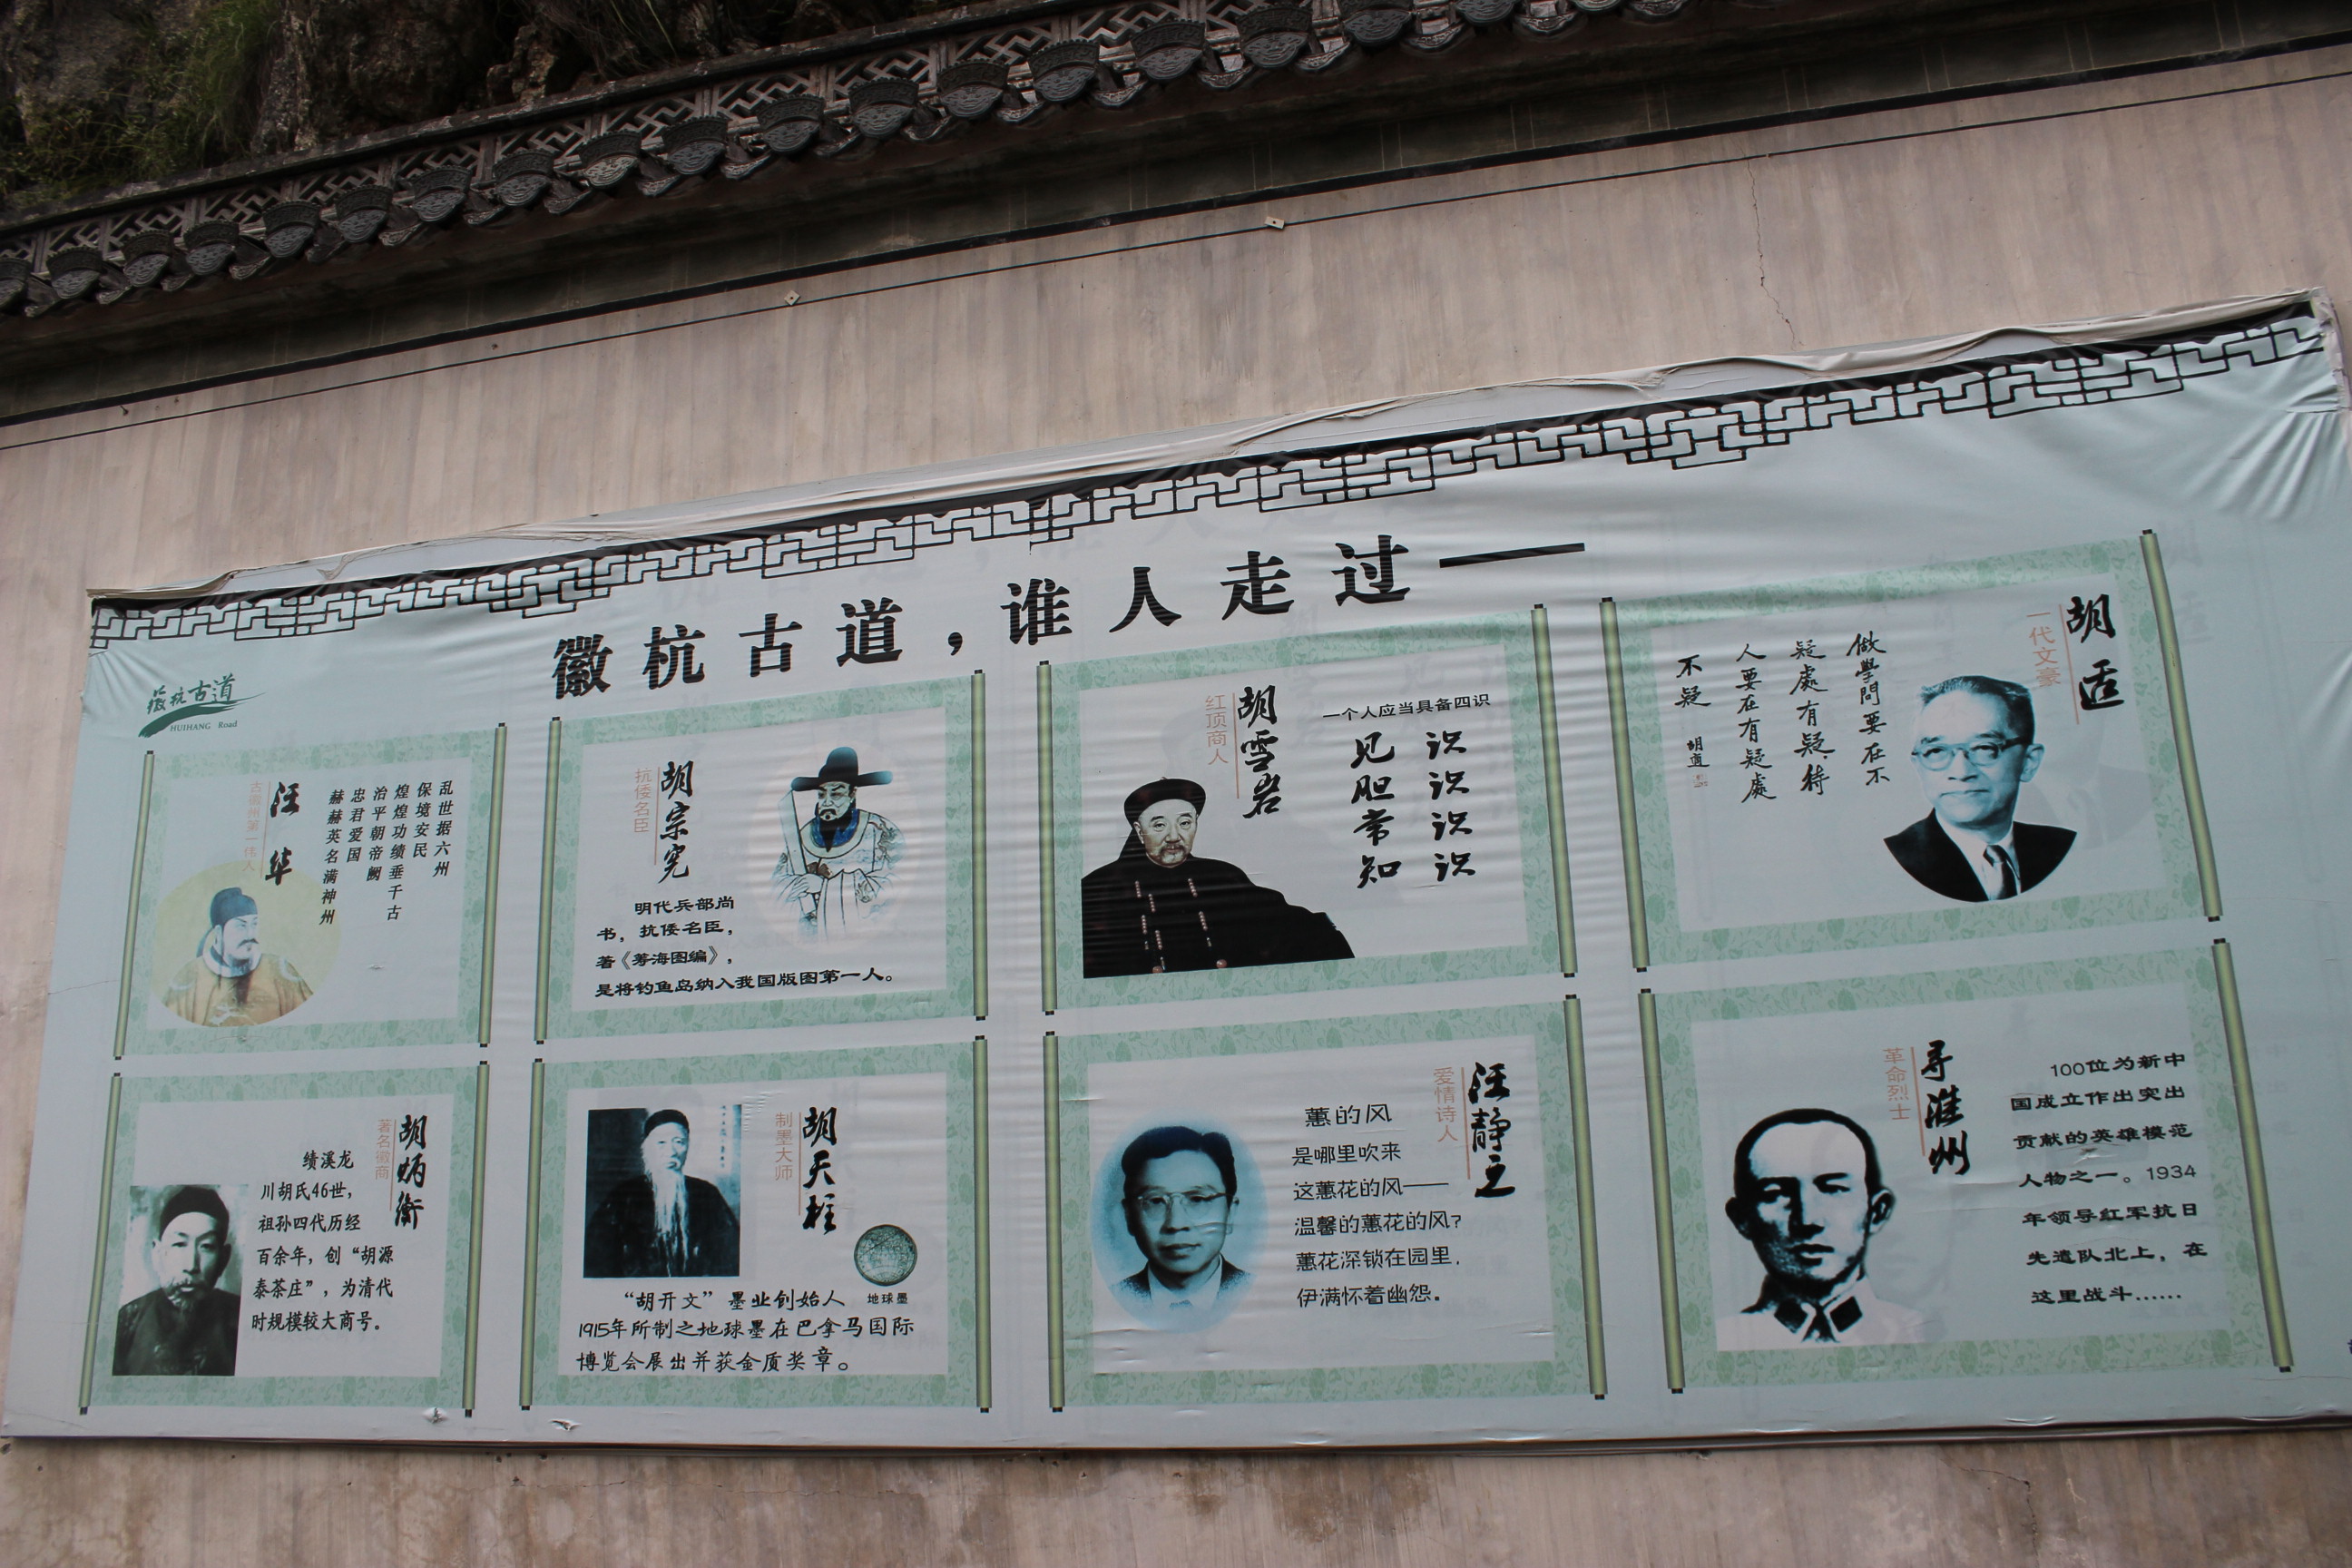 徽杭古道，谁人走过——
徽杭古道
HUIHANG Road
汪华
古徽州第一伟人
乱世据六州
保境安民
煌煌功绩垂千古
治平朝帝阙
忠君爱国
赫赫英名满神州
胡宗宪
抗倭名臣
明代兵部尚
书，抗倭名臣，
著《筹海图编》，
是将钓鱼岛纳入我国版图第一人。
胡雪岩
红顶商人
一个人应当具备四识
见 识
胆 识
常 识
知 识
胡适
一代文豪
做學問要在不
疑處有疑，待
人要在有疑處
不疑
胡適
胡炳衡
著名徽商
绩溪龙
川胡氏46世，
祖孙四代历经
百余年，创“胡源
泰茶庄”，为清代
时规模较大商号。
胡天柱
制墨大师
地球墨
“胡开文”墨业创始人
1915年所制之地球墨在巴拿马国际
博览会展出并获金质奖章。
汪静之
爱情诗人
蕙的风
是哪里吹来
这蕙花的风——
温馨的蕙花的风?
蕙花深锁在园里，
伊满怀着幽怨。
寻淮州
革命烈士
100位为新中
国成立作出突出
贡献的英雄模范
人物之一。1934
年领导红军抗日
先遣队北上，在
这里战斗……